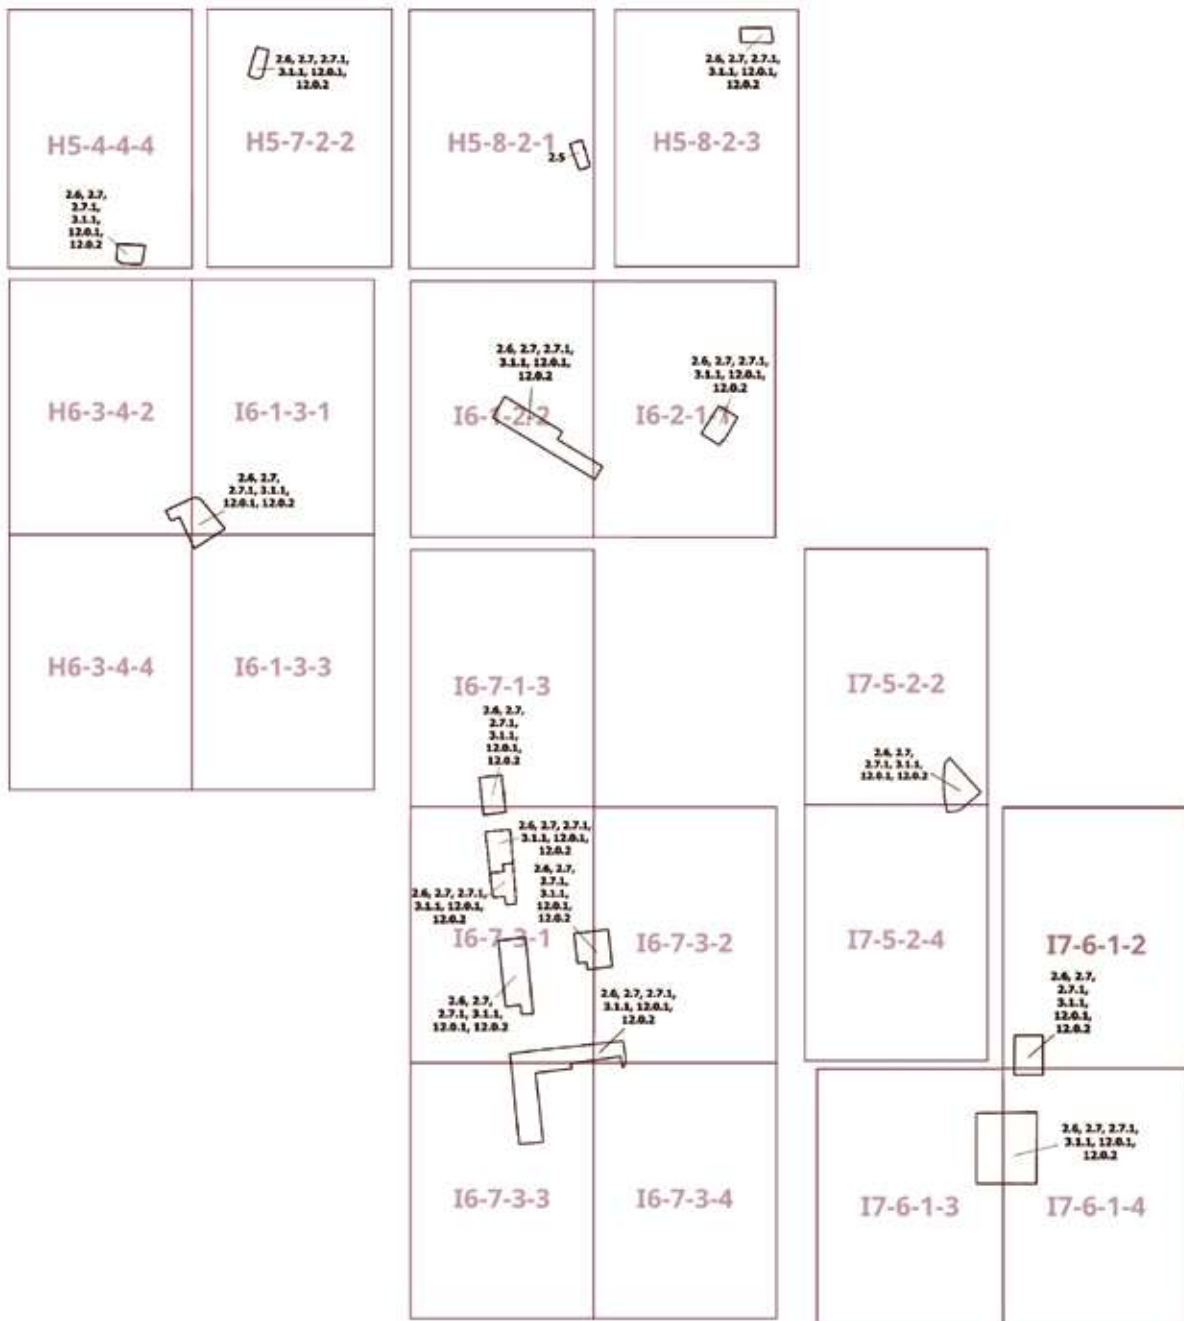 H5-4-4-4
2.6, 2.7,
2.7.1,
3.1.1,
12.0.1,
12.0.2
H5-7-2-2
2.6, 2.7, 2.7.1,
3.1.1, 12.0.1,
12.0.2
H5-8-2-1
2.5
H5-8-2-3
2.6, 2.7, 2.7.1,
3.1.1, 12.0.1,
12.0.2
H6-3-4-2
I6-1-3-1
2.6, 2.7,
2.7.1, 3.1.1,
12.0.1, 12.0.2
H6-3-4-4
I6-1-3-3
2.6, 2.7, 2.7.1,
3.1.1, 12.0.1,
12.0.2
I6-1-2-2
2.6, 2.7, 2.7.1,
3.1.1, 12.0.1,
12.0.2
I6-2-1-1
I6-7-1-3
2.6, 2.7,
2.7.1,
3.1.1,
12.0.1,
12.0.2
2.6, 2.7, 2.7.1,
3.1.1, 12.0.1,
12.0.2
2.6, 2.7, 2.7.1,
3.1.1, 12.0.1,
12.0.2
2.6, 2.7,
2.7.1,
3.1.1,
12.0.1,
12.0.2
I6-7-3-1
I6-7-3-2
2.6, 2.7,
2.7.1, 3.1.1,
12.0.1, 12.0.2
2.6, 2.7, 2.7.1,
3.1.1, 12.0.1,
12.0.2
I6-7-3-3
I6-7-3-4
I7-5-2-2
2.6, 2.7,
2.7.1, 3.1.1,
12.0.1, 12.0.2
I7-5-2-4
I7-6-1-2
2.6, 2.7,
2.7.1,
3.1.1,
12.0.1,
12.0.2
2.6, 2.7, 2.7.1,
3.1.1, 12.0.1,
12.0.2
I7-6-1-3
I7-6-1-4